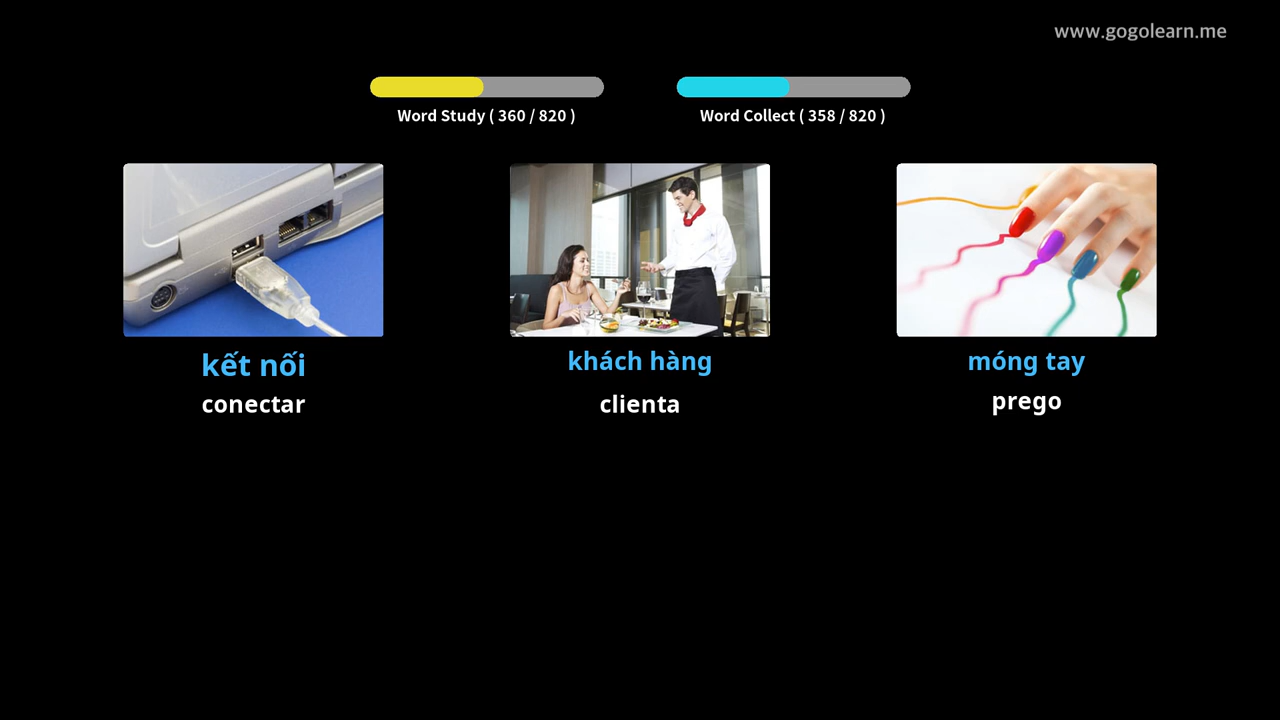 www.gogolearn.me
Word Study ( 360 / 820 )
Word Collect ( 358 / 820 )
kết nối
khách hàng
móng tay
conectar
clienta
prego